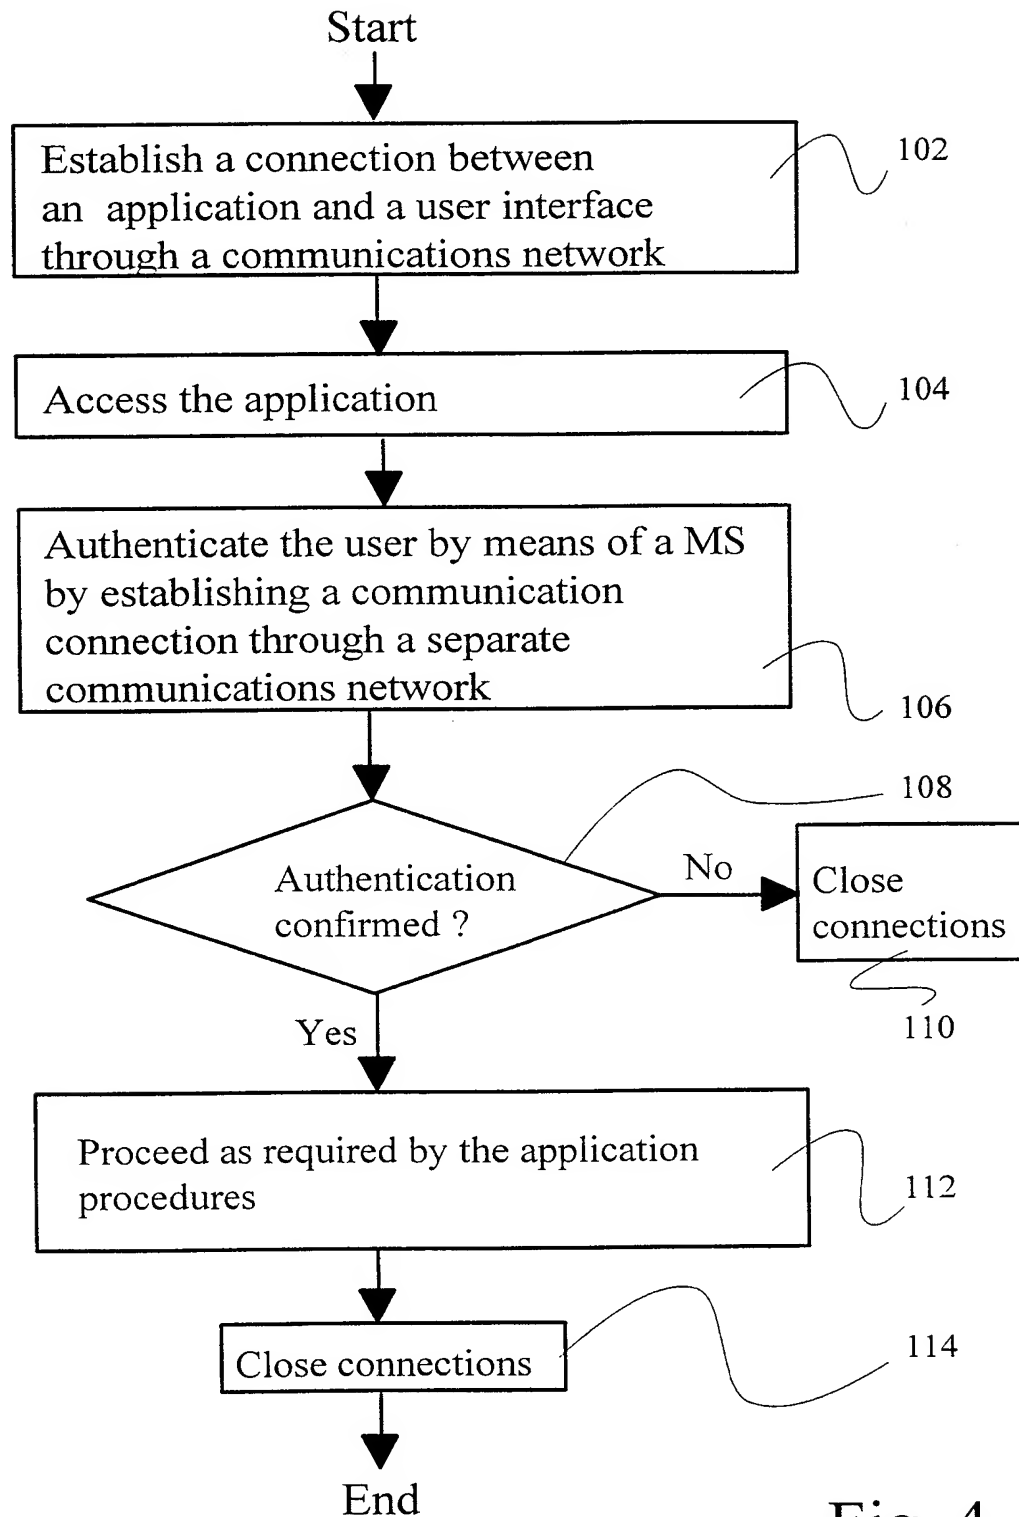 Start
Establish a connection between
an application and a user interface
through a communications network
102
Access the application
104
Authenticate the user by means of a MS
by establishing a communication
connection through a separate
communications network
106
108
Authentication
confirmed ?
No
Close
connections
110
Yes
Proceed as required by the application
procedures
112
Close connections
114
End
Fig. 4